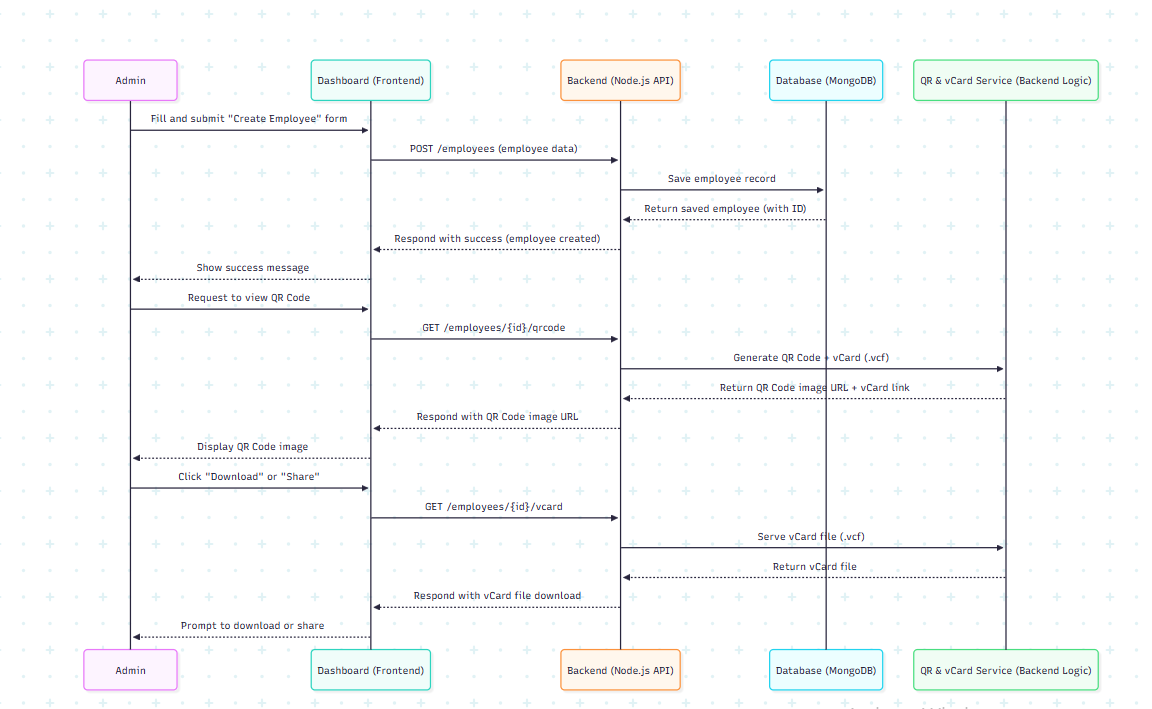 Admin
Dashboard (Frontend)
Backend (Node.js API)
Database (MongoDB)
QR & vCard Service (Backend Logic)
Fill and submit "Create Employee" form
POST /employees (employee data)
Save employee record
Return saved employee (with ID)
Respond with success (employee created)
Show success message
Request to view QR Code
GET /employees/{id}/qrcode
Generate QR Code + vCard (.vcf)
Return QR Code image URL + vCard link
Respond with QR Code image URL
Display QR Code image
Click "Download" or "Share"
GET /employees/{id}/vcard
Serve vCard file (.vcf)
Return vCard file
Respond with vCard file download
Prompt to download or share
Admin
Dashboard (Frontend)
Backend (Node.js API)
Database (MongoDB)
QR & vCard Service (Backend Logic)